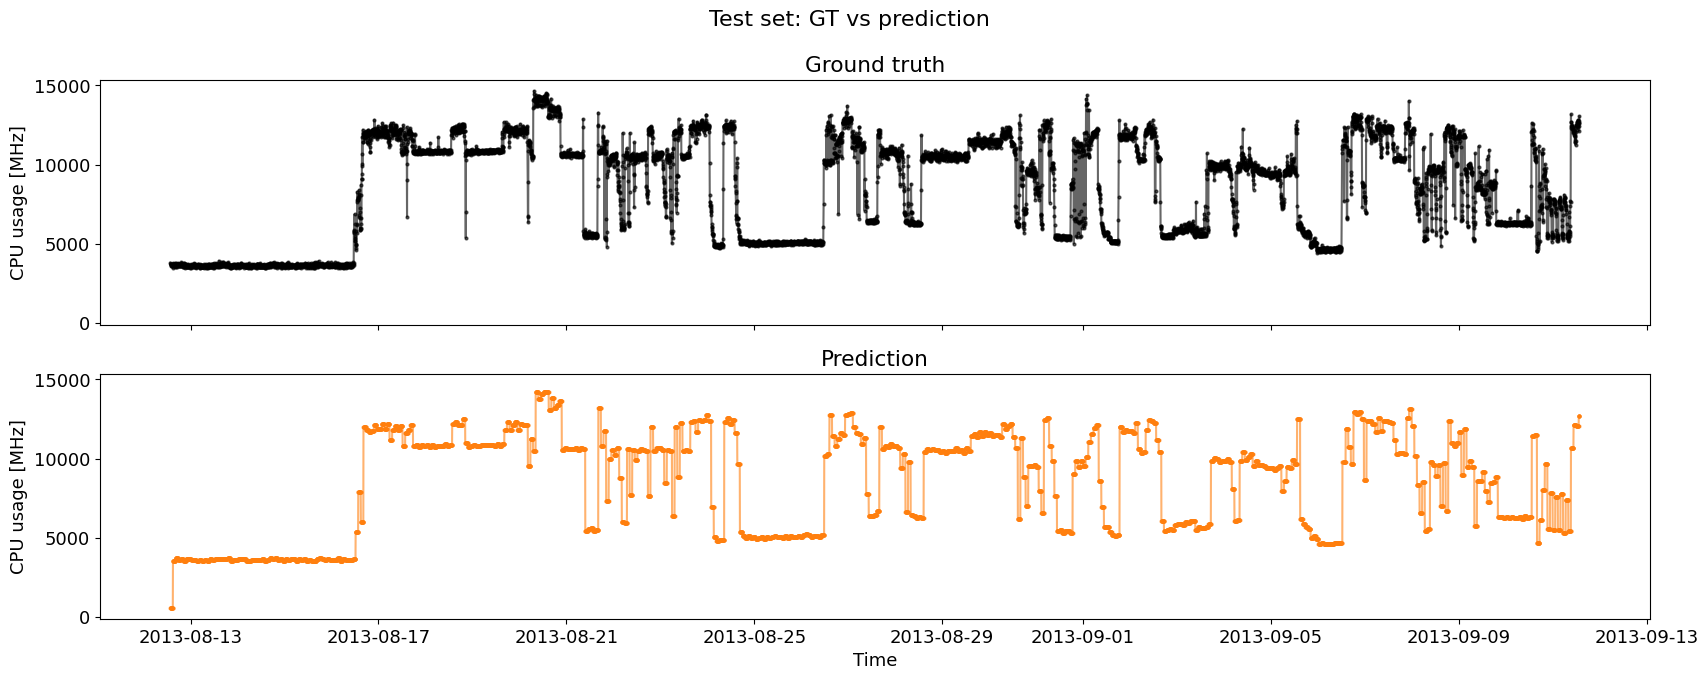 Test set: GT vs prediction
Ground truth
CPU usage [MHz]
15000
10000
5000
0
Prediction
CPU usage [MHz]
15000
10000
5000
0
2013-08-13 2013-08-17 2013-08-21 2013-08-25 2013-08-29 2013-09-01 2013-09-05 2013-09-09 2013-09-13
Time